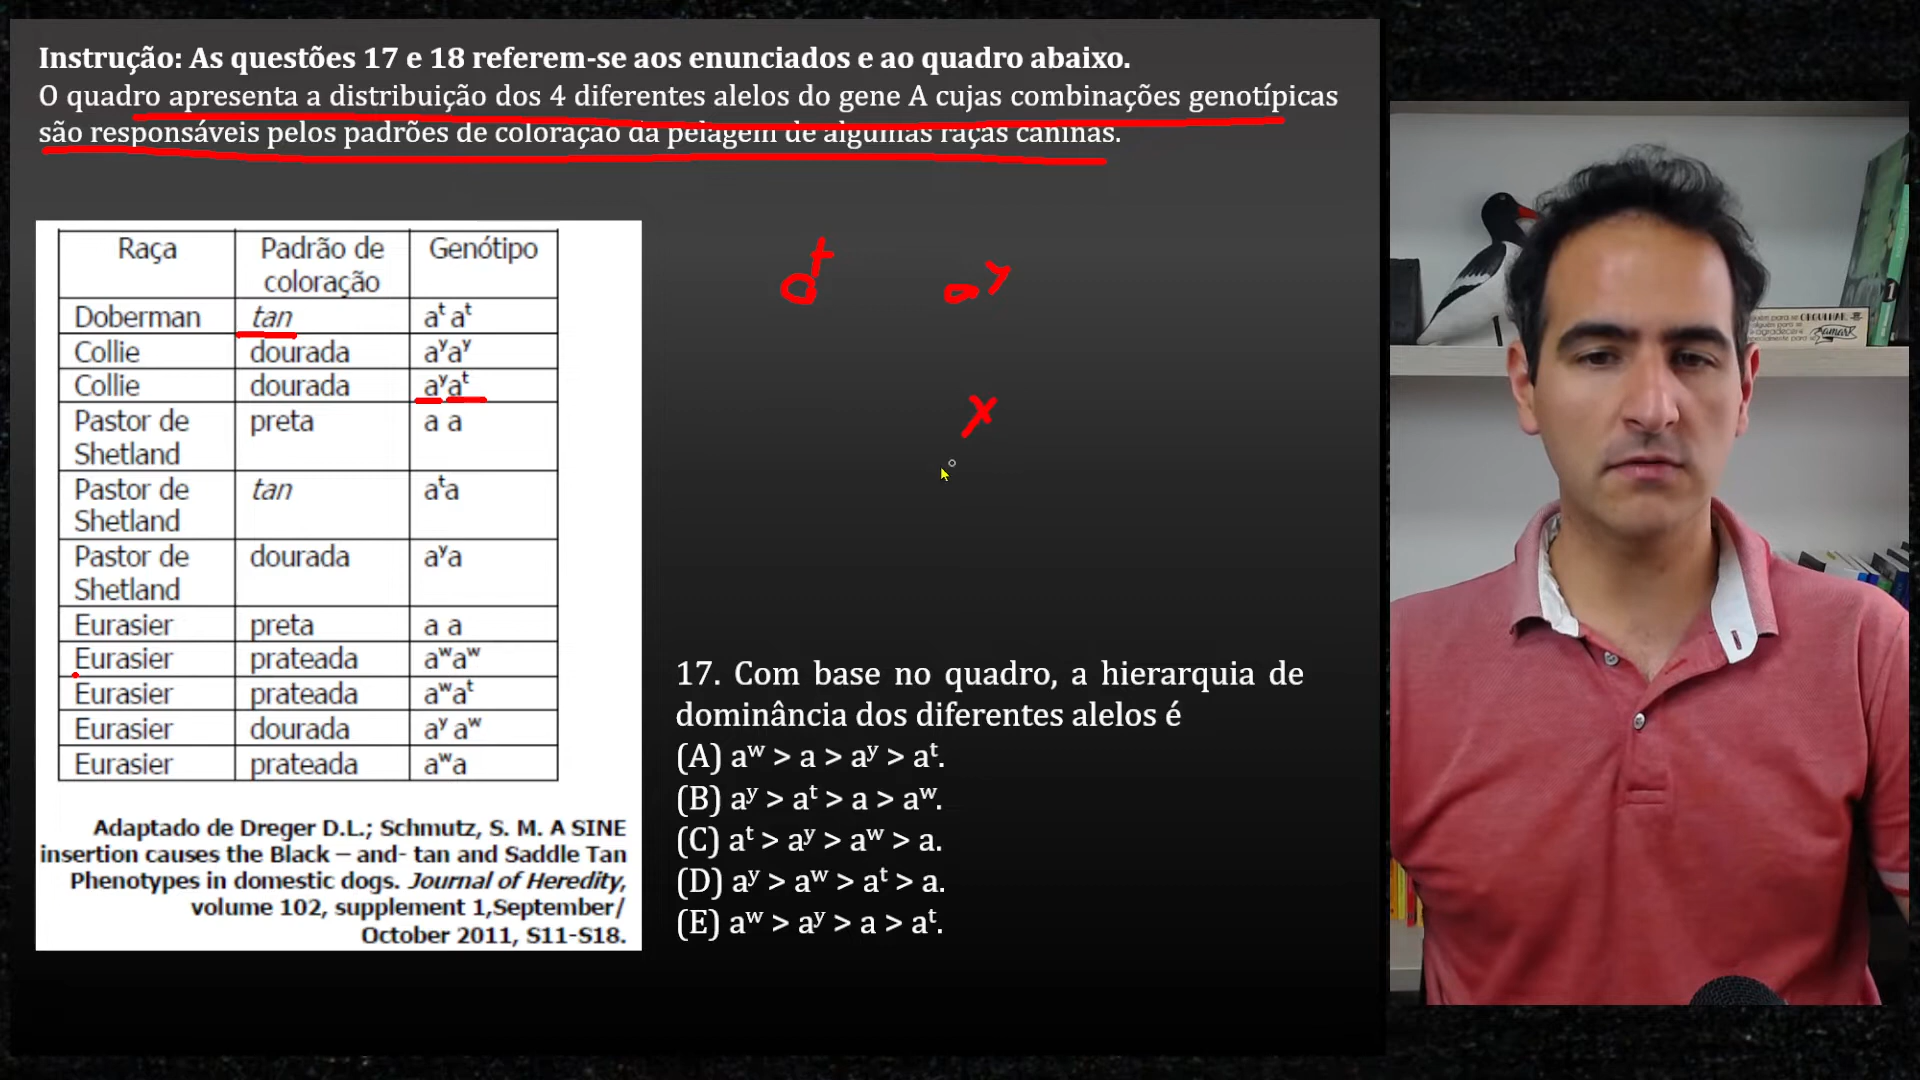 Instrução: As questões 17 e 18 referem-se aos enunciados e ao quadro abaixo.
O quadro apresenta a distribuição dos 4 diferentes alelos do gene A cujas combinações genotípicas
são responsáveis pelos padrões de coloração da pelagem de algumas raças caninas.
Raça Padrão de coloração Genótipo
Doberman tan aᵗ aᵗ
Collie dourada aʸaʸ
Collie dourada aʸaᵗ
Pastor de Shetland preta a a
Pastor de Shetland tan aᵗa
Pastor de Shetland dourada aʸa
Eurasier preta a a
Eurasier prateada aʷaʷ
Eurasier prateada aʷaᵗ
Eurasier dourada aʸ aʷ
Eurasier prateada aʷa
Adaptado de Dreger D.L.; Schmutz, S. M. A SINE
insertion causes the Black – and- tan and Saddle Tan
Phenotypes in domestic dogs. Journal of Heredity,
volume 102, supplement 1,September/
October 2011, S11-S18.
aᵗ aʸ
x
17. Com base no quadro, a hierarquia de
dominância dos diferentes alelos é
(A) aʷ > a > aʸ > aᵗ.
(B) aʸ > aᵗ > a > aʷ.
(C) aᵗ > aʸ > aʷ > a.
(D) aʸ > aʷ > aᵗ > a.
(E) aʷ > aʸ > a > aᵗ.